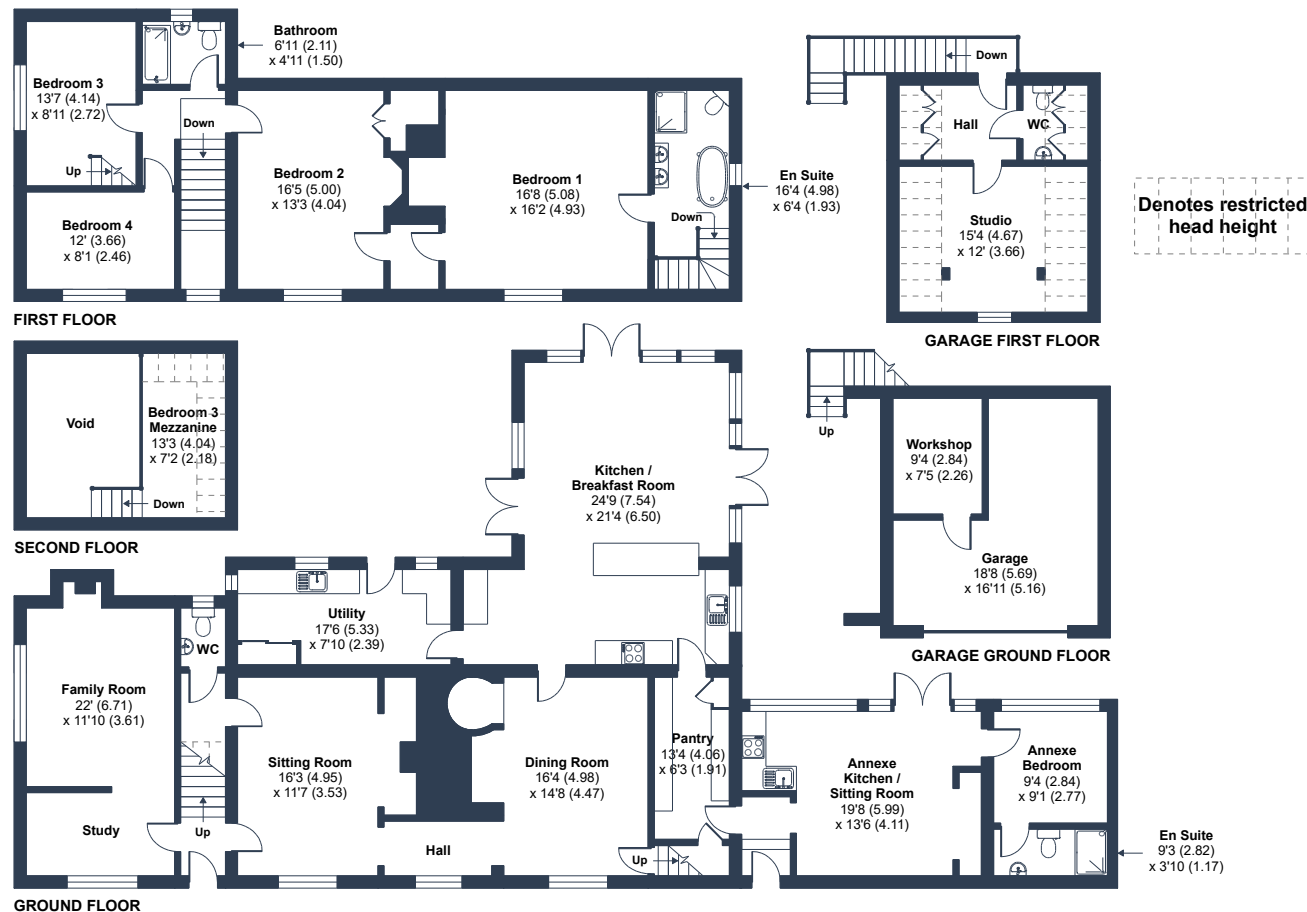 Bathroom
6'11 (2.11)
x 4'11 (1.50)
Bedroom 3
13'7 (4.14)
x 8'11 (2.72)
Down
Up
Bedroom 2
16'5 (5.00)
x 13'3 (4.04)
Bedroom 1
16'8 (5.08)
x 16'2 (4.93)
En Suite
16'4 (4.98)
x 6'4 (1.93)
Down
Bedroom 4
12' (3.66)
x 8'1 (2.46)
FIRST FLOOR
Down
Hall
WC
Studio
15'4 (4.67)
x 12' (3.66)
GARAGE FIRST FLOOR
Denotes restricted
head height
Void
Bedroom 3
Mezzanine
13'3 (4.04)
x 7'2 (2.18)
Down
SECOND FLOOR
Kitchen /
Breakfast Room
24'9 (7.54)
x 21'4 (6.50)
Up
Workshop
9'4 (2.84)
x 7'5 (2.26)
Garage
18'8 (5.69)
x 16'11 (5.16)
GARAGE GROUND FLOOR
Utility
17'6 (5.33)
x 7'10 (2.39)
WC
Family Room
22' (6.71)
x 11'10 (3.61)
Sitting Room
16'3 (4.95)
x 11'7 (3.53)
Dining Room
16'4 (4.98)
x 14'8 (4.47)
Pantry
13'4 (4.06)
x 6'3 (1.91)
Annexe
Kitchen /
Sitting Room
19'8 (5.99)
x 13'6 (4.11)
Annexe
Bedroom
9'4 (2.84)
x 9'1 (2.77)
Study
Up
Hall
Up
En Suite
9'3 (2.82)
x 3'10 (1.17)
GROUND FLOOR